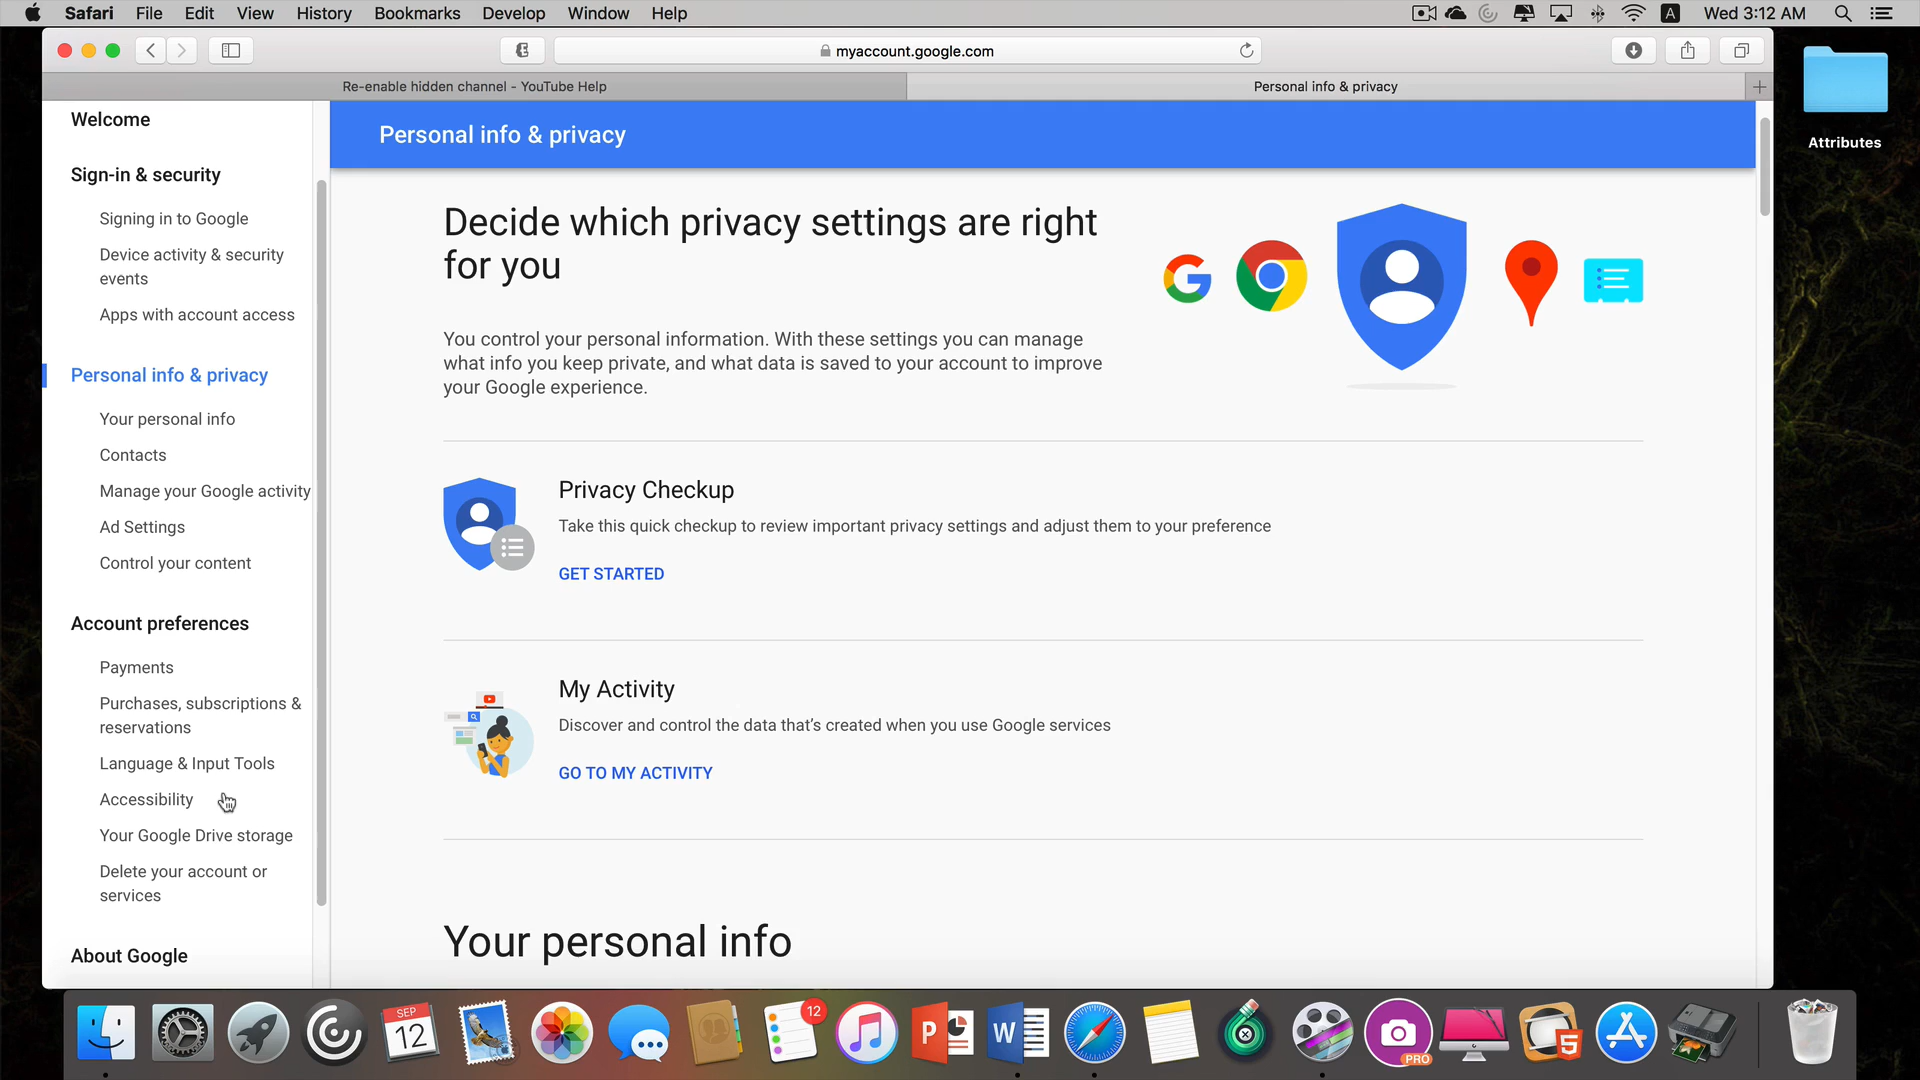 Safari File Edit View History Bookmarks Develop Window Help
A Wed 3:12 AM
myaccount.google.com
Re-enable hidden channel - YouTube Help
Personal info & privacy
Attributes
Welcome
Sign-in & security
Signing in to Google
Device activity & security
events
Apps with account access
Personal info & privacy
Your personal info
Contacts
Manage your Google activity
Ad Settings
Control your content
Account preferences
Payments
Purchases, subscriptions &
reservations
Language & Input Tools
Accessibility
Your Google Drive storage
Delete your account or
services
About Google
Personal info & privacy
Decide which privacy settings are right
for you
You control your personal information. With these settings you can manage
what info you keep private, and what data is saved to your account to improve
your Google experience.
Privacy Checkup
Take this quick checkup to review important privacy settings and adjust them to your preference
GET STARTED
My Activity
Discover and control the data that's created when you use Google services
GO TO MY ACTIVITY
Your personal info
SEP
12
12
P
W
PRO
5